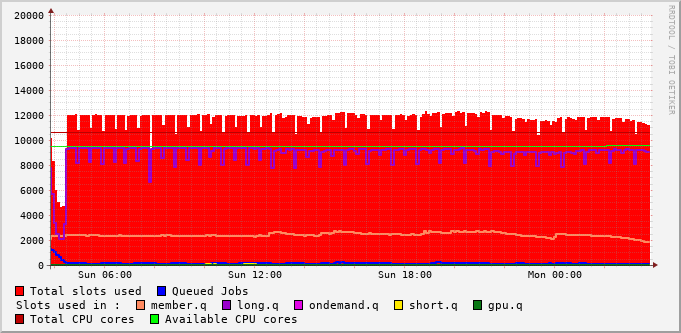 RRDTOOL / TOBI OETIKER
20000
18000
16000
14000
12000
10000
8000
6000
4000
2000
0
Sun 06:00 Sun 12:00 Sun 18:00 Mon 00:00
Total slots used Queued Jobs
Slots used in : member.q long.q ondemand.q short.q gpu.q
Total CPU cores Available CPU cores